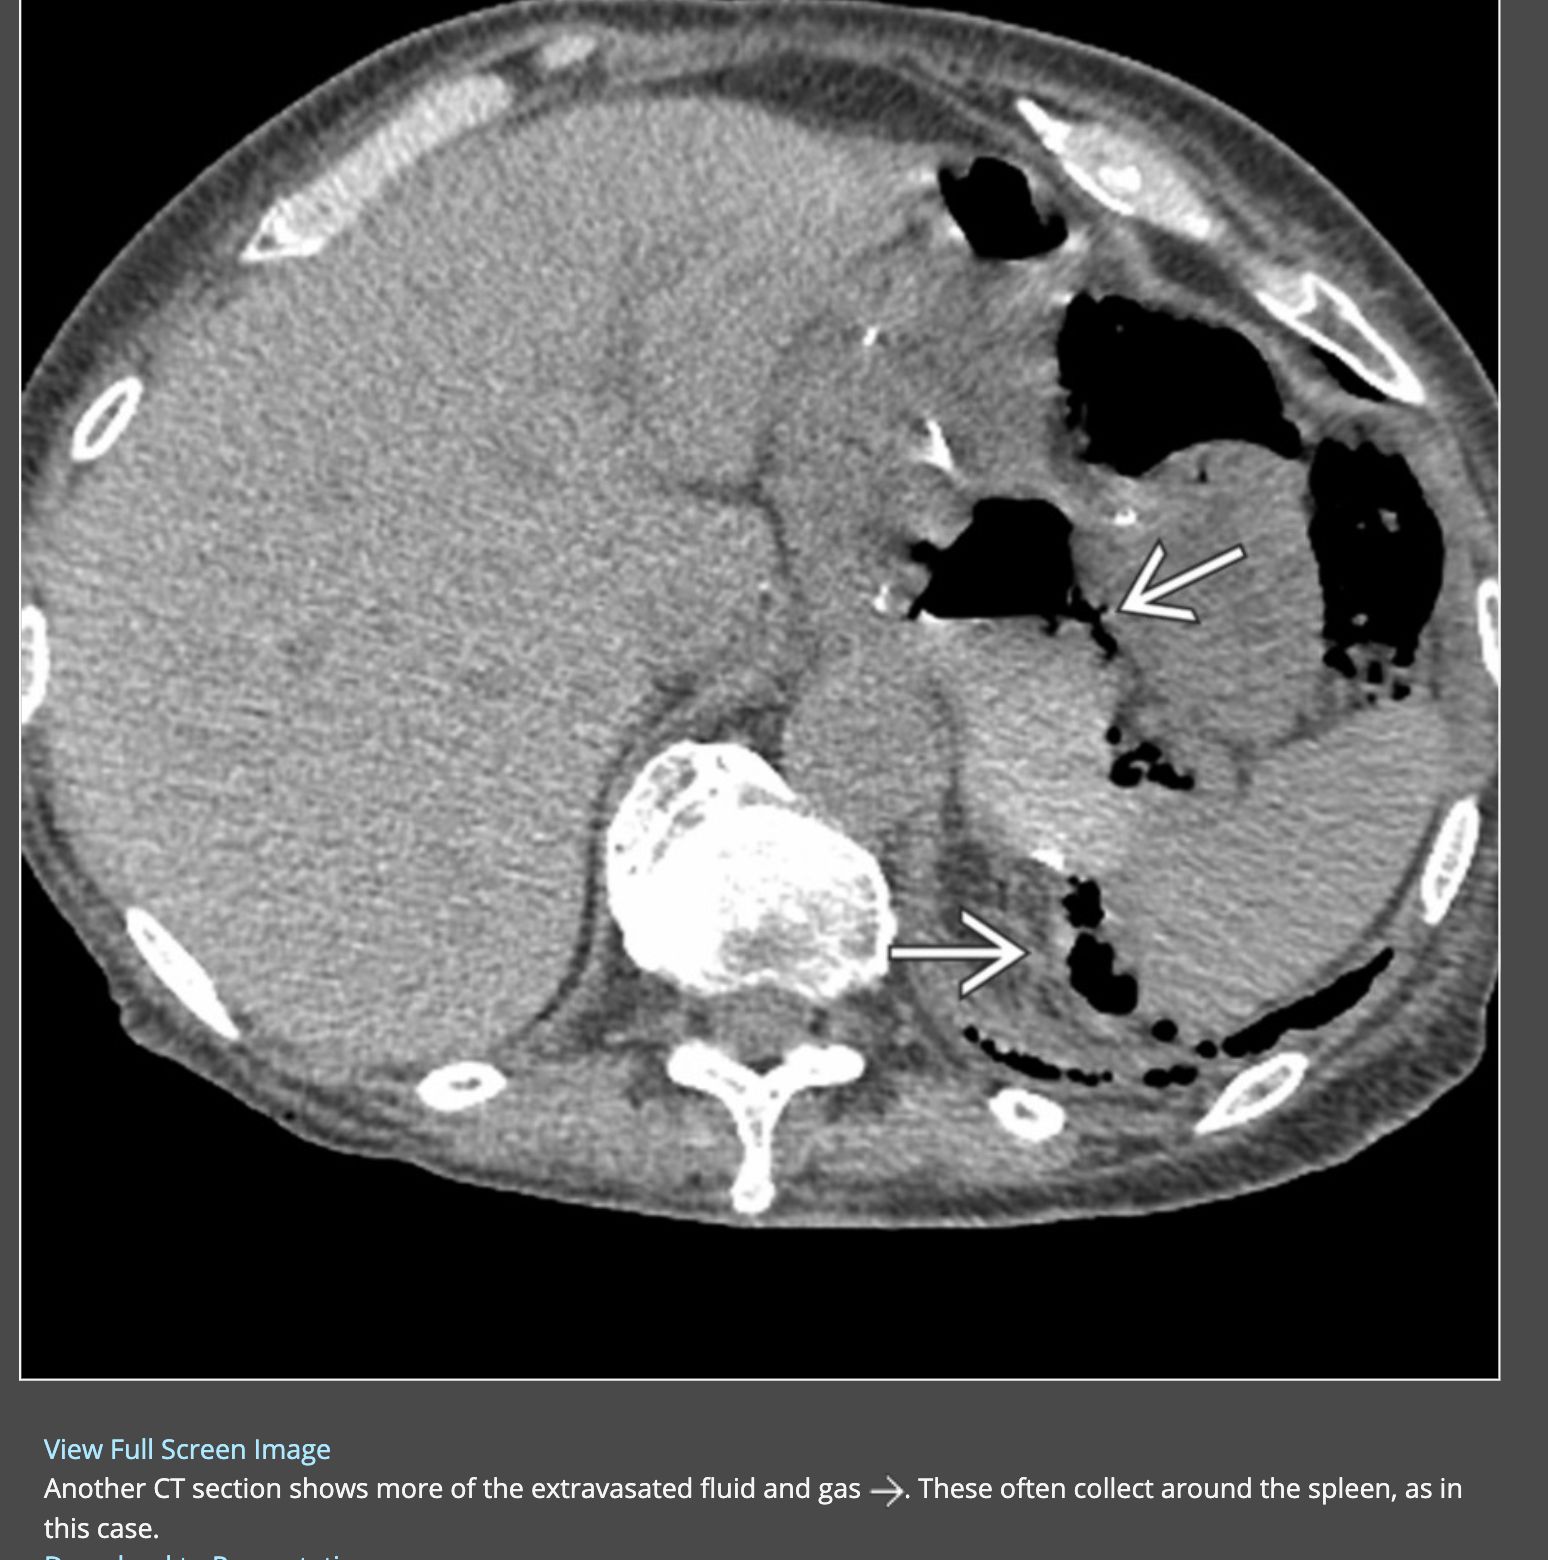 View Full Screen Image
Another CT section shows more of the extravasated fluid and gas →. These often collect around the spleen, as in
this case.